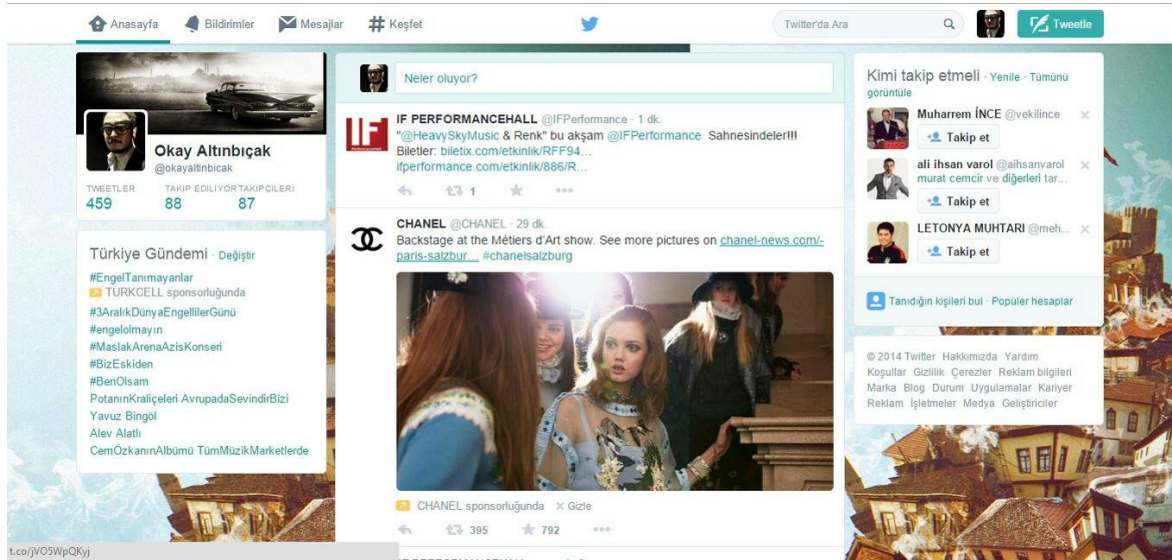 Anasayfa
Bildirimler
Mesajlar
Keşfet
Twitter'da Ara
Tweetle
Okay Altınbıçak
@okayaltinbicak
TWEETLER TAKIP EDILIYOR TAKIPÇILERI
459 88 87
Türkiye Gündemi · Değiştir
#EngelTanımayanlar
TURKCELL sponsorluğunda
#3AralıkDünyaEngellilerGünü
#engelolmayın
#MaslakArenaAzisKonseri
#BizEskiden
#BenOlsam
PotanınKraliçeleri AvrupadaSevindirBizi
Yavuz Bingöl
Alev Alatlı
CemÖzkanınAlbümü TümMüzikMarketlerde
t.co/jVO5WpQKyj
Neler oluyor?
IF
IF PERFORMANCEHALL @IFPerformance · 1 dk.
"@HeavySkyMusic & Renk" bu akşam @IFPerformance Sahnesindeler!!!
Biletler: biletix.com/etkinlik/RFF94...
ifperformance.com/etkinlik/886/R...
1
CHANEL @CHANEL · 29 dk.
Backstage at the Métiers d'Art show. See more pictures on chanel-news.com/-
paris-salzbur... #chanelsalzburg
CHANEL sponsorluğunda × Gizle
395 792
Kimi takip etmeli · Yenile · Tümünü
görüntüle
Muharrem İNCE @vekilince
Takip et
ali ihsan varol @aihsanvarol
murat cemcir ve diğerleri tar...
Takip et
LETONYA MUHTARI @meh...
Takip et
Tanıdığın kişileri bul · Popüler hesaplar
© 2014 Twitter Hakkımızda Yardım
Koşullar Gizlilik Çerezler Reklam bilgileri
Marka Blog Durum Uygulamalar Kariyer
Reklam İşletmeler Medya Geliştiriciler